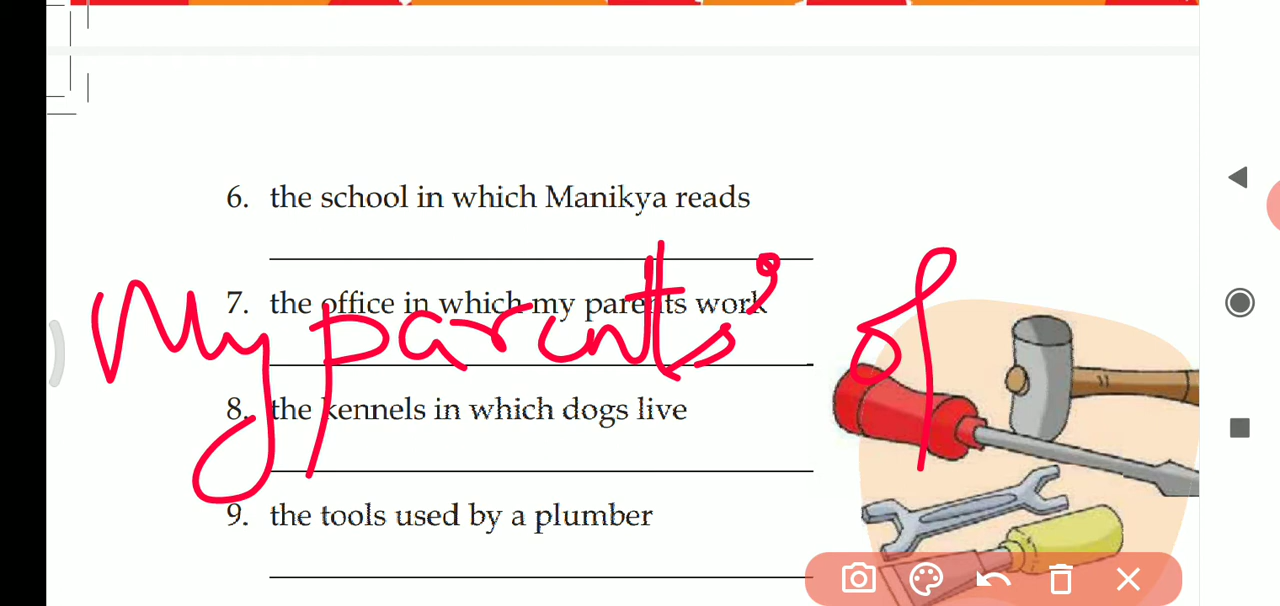 6. the school in which Manikya reads
7. the office in which my parents work
My parents' of
8. the kennels in which dogs live
9. the tools used by a plumber